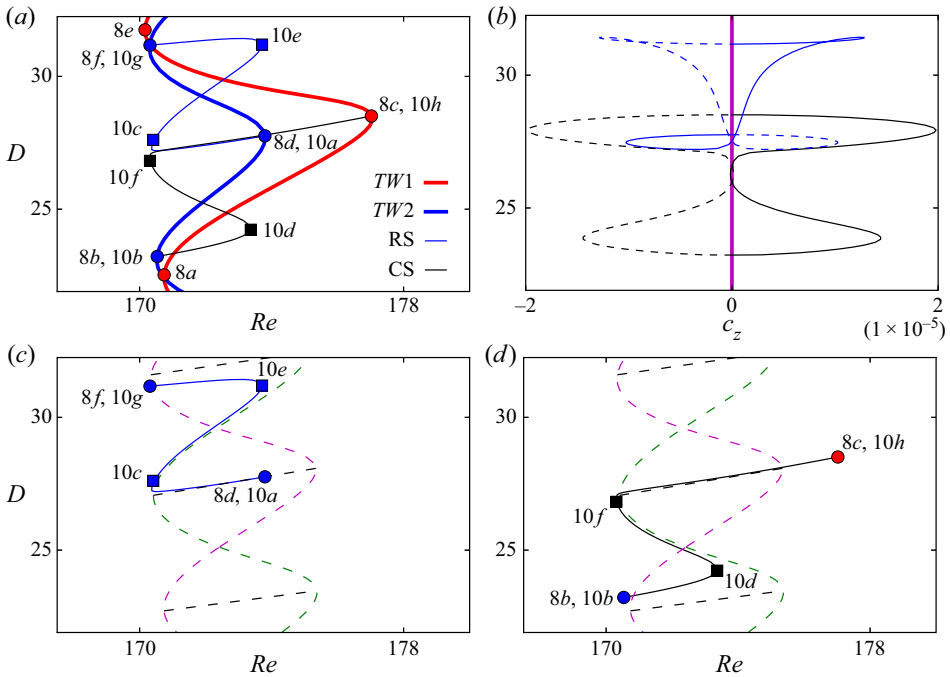 (a)
8e
10e
8f, 10g
30
10c
8c, 10h
8d, 10a
D
10f
TW1
25
TW2
10d
RS
8b, 10b
8a
CS
170
178
Re
(b)
−2
0
2
c_z
(1 × 10⁻⁵)
(c)
10e
8f, 10g
30
10c
D
8d, 10a
25
170
178
Re
(d)
30
8c, 10h
10f
25
10d
8b, 10b
170
178
Re